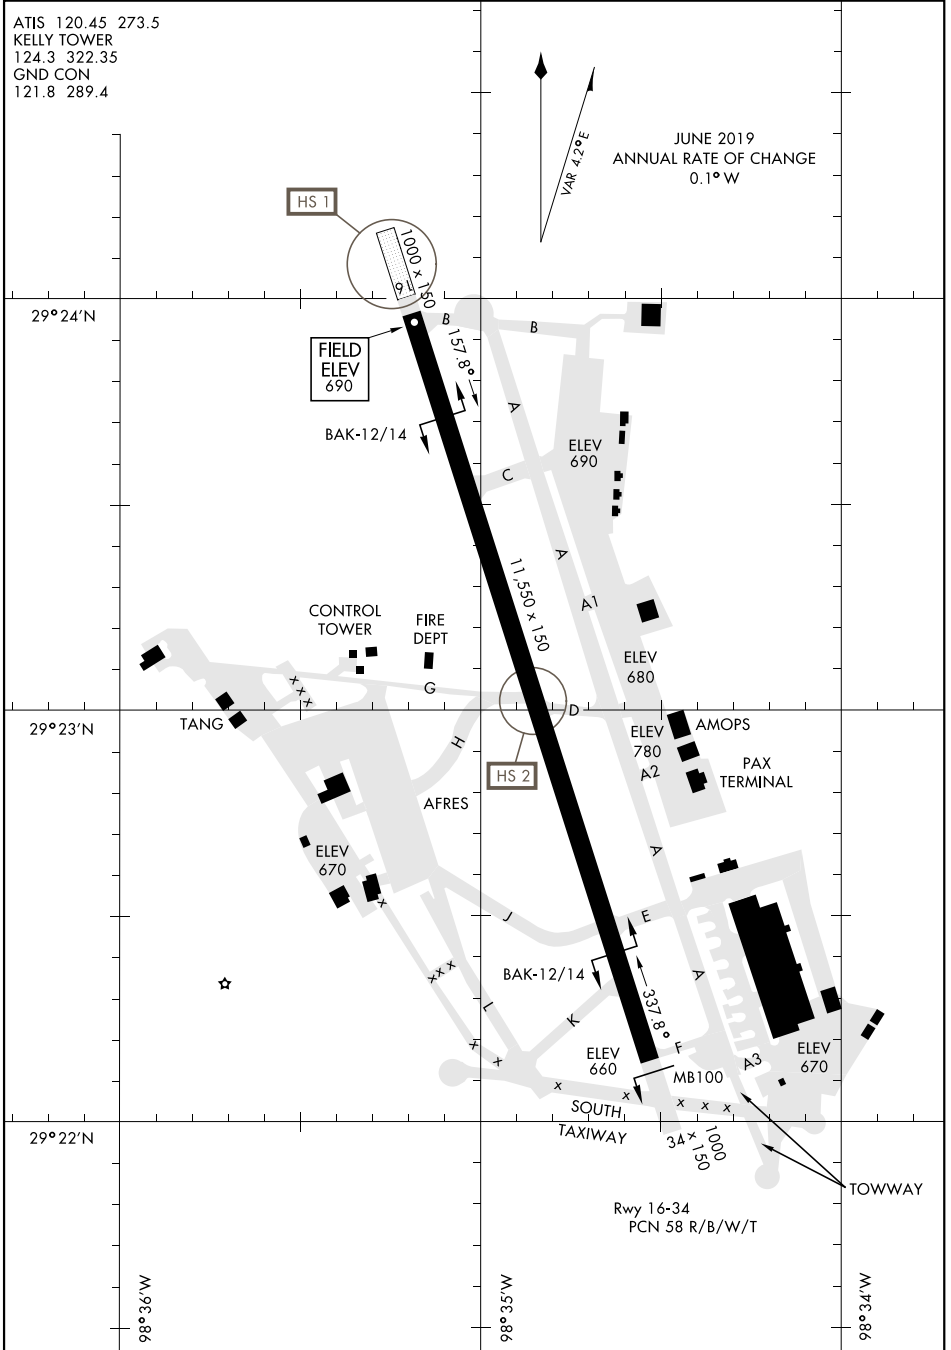 ATIS 120.45 273.5
KELLY TOWER
124.3 322.35
GND CON
121.8 289.4
VAR 4.2°E
JUNE 2019
ANNUAL RATE OF CHANGE
0.1° W
HS 1
1000 × 150
16
29°24'N
B
B
FIELD
ELEV
690
157.8°
A
BAK-12/14
ELEV
690
C
A
11,550 × 150
A1
CONTROL
TOWER
FIRE
DEPT
ELEV
680
G
29°23'N
TANG
D
AMOPS
H
ELEV
780
HS 2
A2
PAX
TERMINAL
AFRES
ELEV
670
A
J
E
BAK-12/14
A
337.8°
L
K
F
ELEV
660
A3
ELEV
670
MB100
x x x
x x x x
x x x x
x x x x x
SOUTH
TAXIWAY
29°22'N
34
1000
× 150
TOWWAY
Rwy 16-34
PCN 58 R/B/W/T
98°36'W
98°35'W
98°34'W